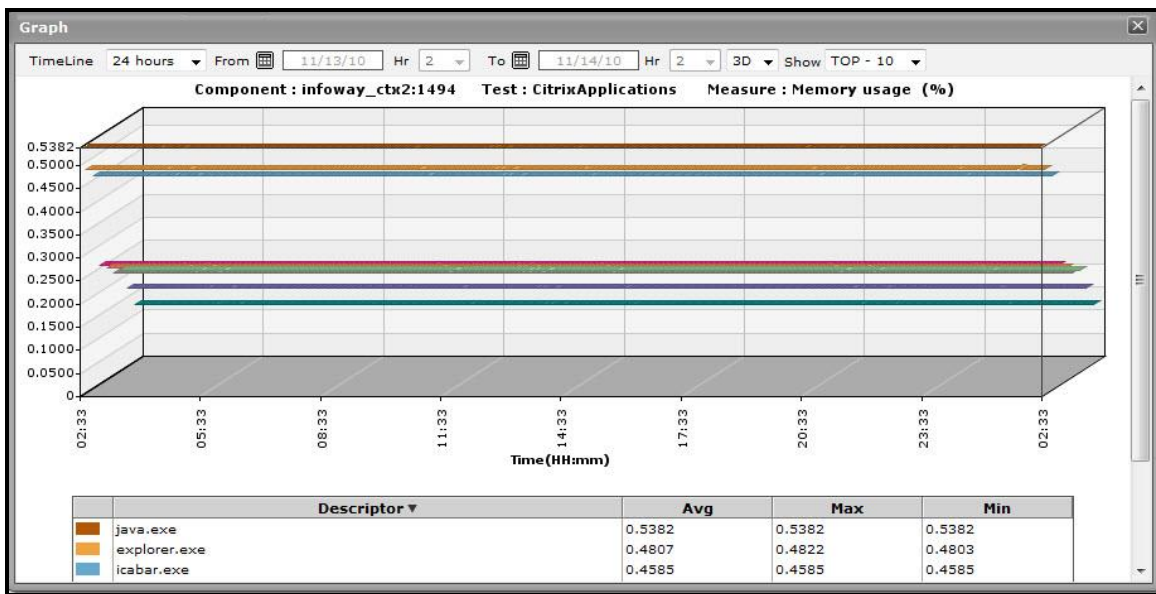 Graph
TimeLine 24 hours From 11/13/10 Hr 2 To 11/14/10 Hr 2 3D Show TOP - 10
Component : infoway_ctx2:1494 Test : CitrixApplications Measure : Memory usage (%)
0.5382
0.5000
0.4500
0.4000
0.3500
0.3000
0.2500
0.2000
0.1500
0.1000
0.0500
0
02:33 05:33 08:33 11:33 14:33 17:33 20:33 23:33 02:33
Time(HH:mm)
Descriptor Avg Max Min
java.exe 0.5382 0.5382 0.5382
explorer.exe 0.4807 0.4822 0.4803
icabar.exe 0.4585 0.4585 0.4585